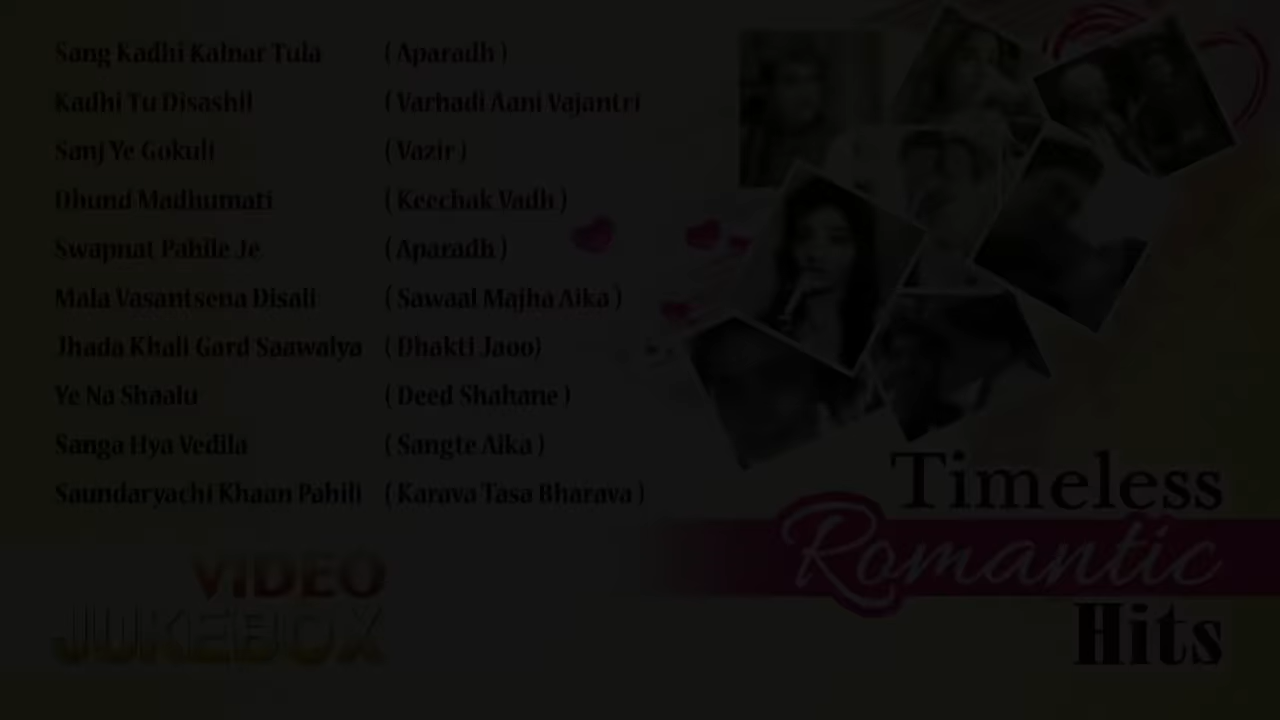 Sang Kadhi Kalnar Tula ( Aparadh )
Kadhi Tu Disashil ( Varhadi Aani Vajantri
Sanj Ye Gokuli ( Vazir )
Dhund Madhumati ( Keechak Vadh )
Swapnat Pahile Je ( Aparadh )
Mala Vasantsena Disali ( Sawaal Majha Aika )
Jhada Khali Gard Saawalya ( Dhakti Jaoo)
Ye Na Shaalu ( Deed Shahane )
Sanga Hya Vedila ( Sangte Aika )
Saundaryachi Khaan Pahili ( Karava Tasa Bharava )
Timeless
Romantic
Hits
VIDEO
JUKEBOX